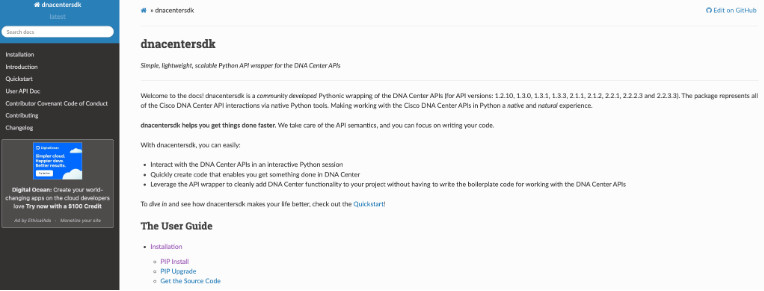 dnacentersdk
latest
Search docs
Installation
Introduction
Quickstart
User API Doc
Contributor Covenant Code of Conduct
Contributing
Changelog
DigitalOcean
Simpler cloud.
Happier devs.
Better results.
Digital Ocean: Create your world-
changing apps on the cloud developers
love Try now with a $100 Credit
Ad by EthicalAds · Monetize your site
» dnacentersdk
Edit on GitHub
dnacentersdk
Simple, lightweight, scalable Python API wrapper for the DNA Center APIs
Welcome to the docs! dnacentersdk is a community developed Pythonic wrapping of the DNA Center APIs (for API versions: 1.2.10, 1.3.0, 1.3.1, 1.3.3, 2.1.1, 2.1.2, 2.2.1, 2.2.2.3 and 2.2.3.3). The package represents all
of the Cisco DNA Center API interactions via native Python tools. Making working with the Cisco DNA Center APIs in Python a native and natural experience.
dnacentersdk helps you get things done faster. We take care of the API semantics, and you can focus on writing your code.
With dnacentersdk, you can easily:
• Interact with the DNA Center APIs in an interactive Python session
• Quickly create code that enables you get something done in DNA Center
• Leverage the API wrapper to cleanly add DNA Center functionality to your project without having to write the boilerplate code for working with the DNA Center APIs
To dive in and see how dnacentersdk makes your life better, check out the Quickstart!
The User Guide
• Installation
◦ PIP Install
◦ PIP Upgrade
◦ Get the Source Code